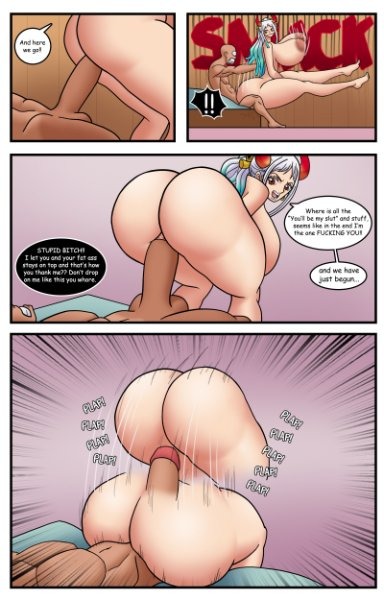 And here
we go!!
SMACK
!!
Where is all the
"You'll be my slut" and stuff.
seems like in the end I'm
the one FUCKING YOU!!
STUPID BITCH!!
I let you and your fat ass
stays on top and that's how
you thank me?? Don't drop
on me like this you whore.
and we have
just begun...
PLAP!
PLAP!
PLAP!
PLAP!
PLAP!
PLAP!
PLAP!
PLAP!
PLAP!